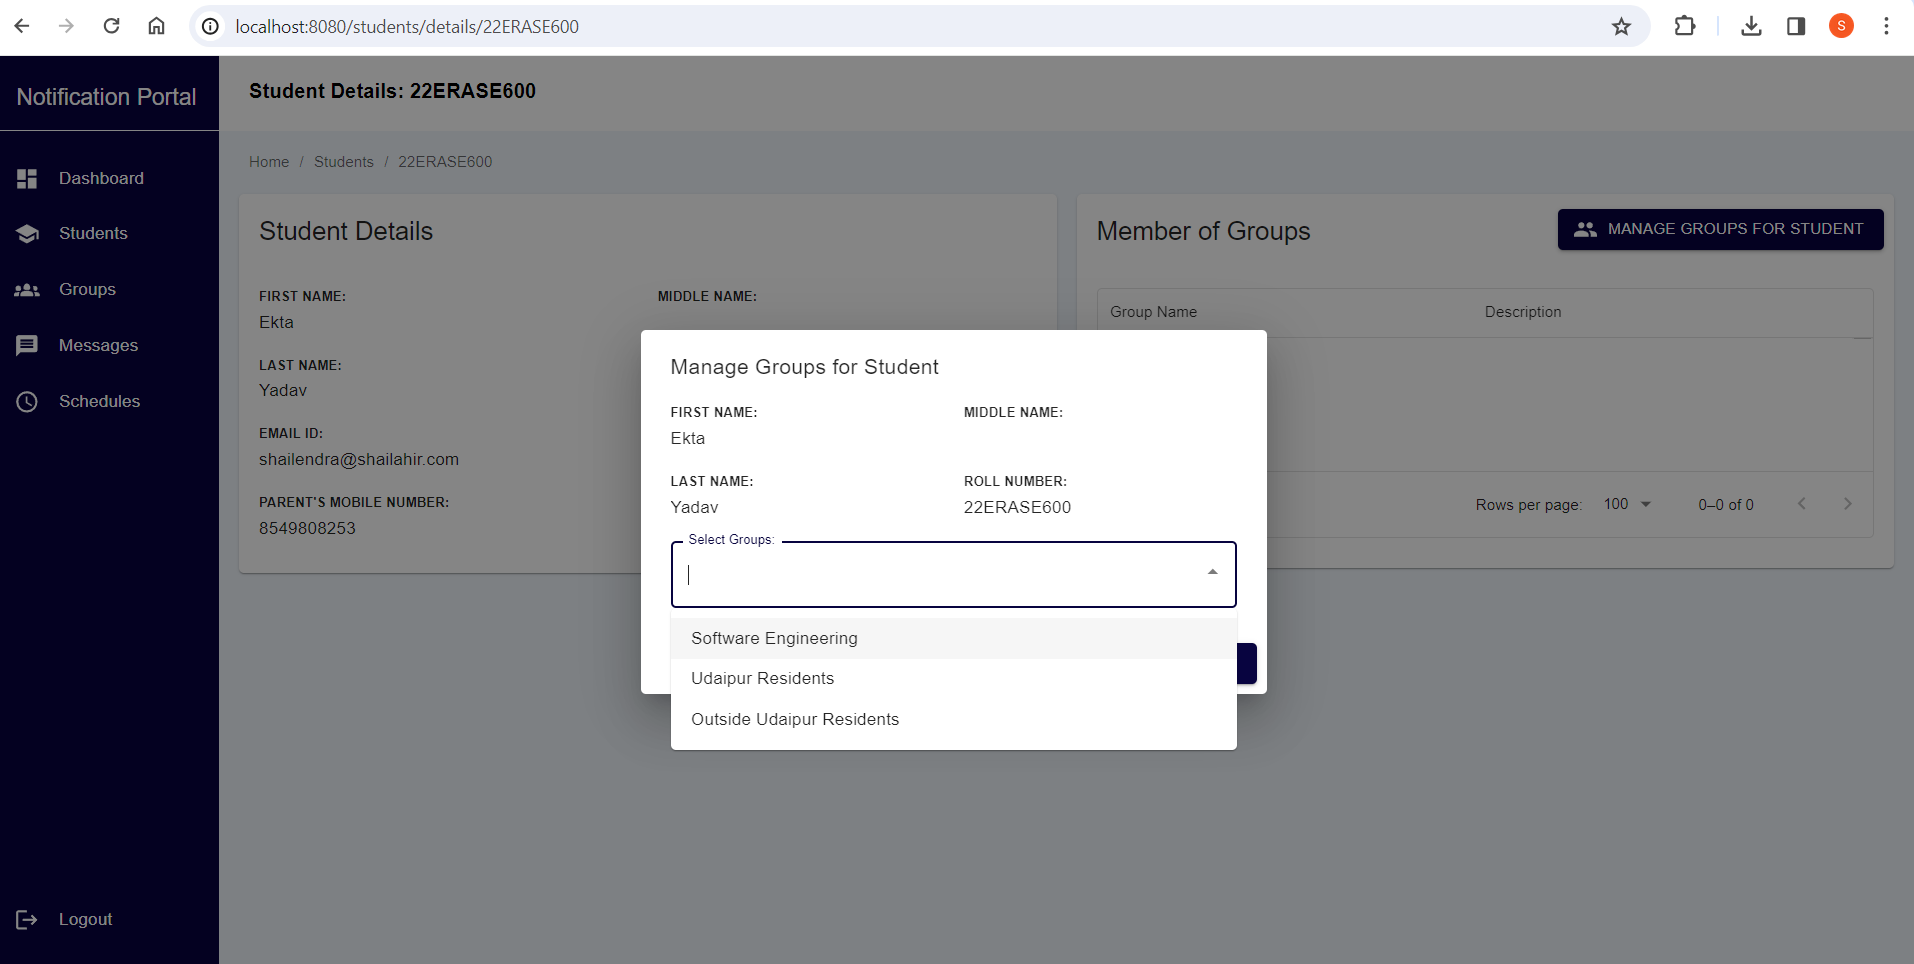 localhost:8080/students/details/22ERASE600
S
Notification Portal
Dashboard
Students
Groups
Messages
Schedules
Logout
Student Details: 22ERASE600
Home / Students / 22ERASE600
Student Details
FIRST NAME:
Ekta
MIDDLE NAME:
LAST NAME:
Yadav
EMAIL ID:
shailendra@shailahir.com
PARENT'S MOBILE NUMBER:
8549808253
Member of Groups
MANAGE GROUPS FOR STUDENT
Group Name Description
Rows per page: 100 0–0 of 0
Manage Groups for Student
FIRST NAME:
Ekta
MIDDLE NAME:
LAST NAME:
Yadav
ROLL NUMBER:
22ERASE600
Select Groups:
Software Engineering
Udaipur Residents
Outside Udaipur Residents